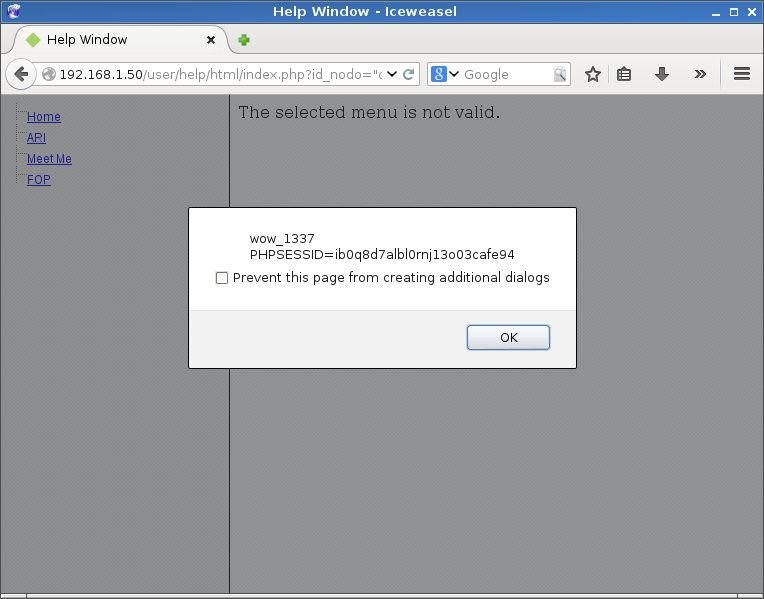 Help Window - Iceweasel
Help Window
192.168.1.50/user/help/html/index.php?id_nodo="
8 Google
Home
ARI
Meet Me
FOP
The selected menu is not valid.
wow_1337
PHPSESSID=ib0q8d7albl0rnj13o03cafe94
Prevent this page from creating additional dialogs
OK